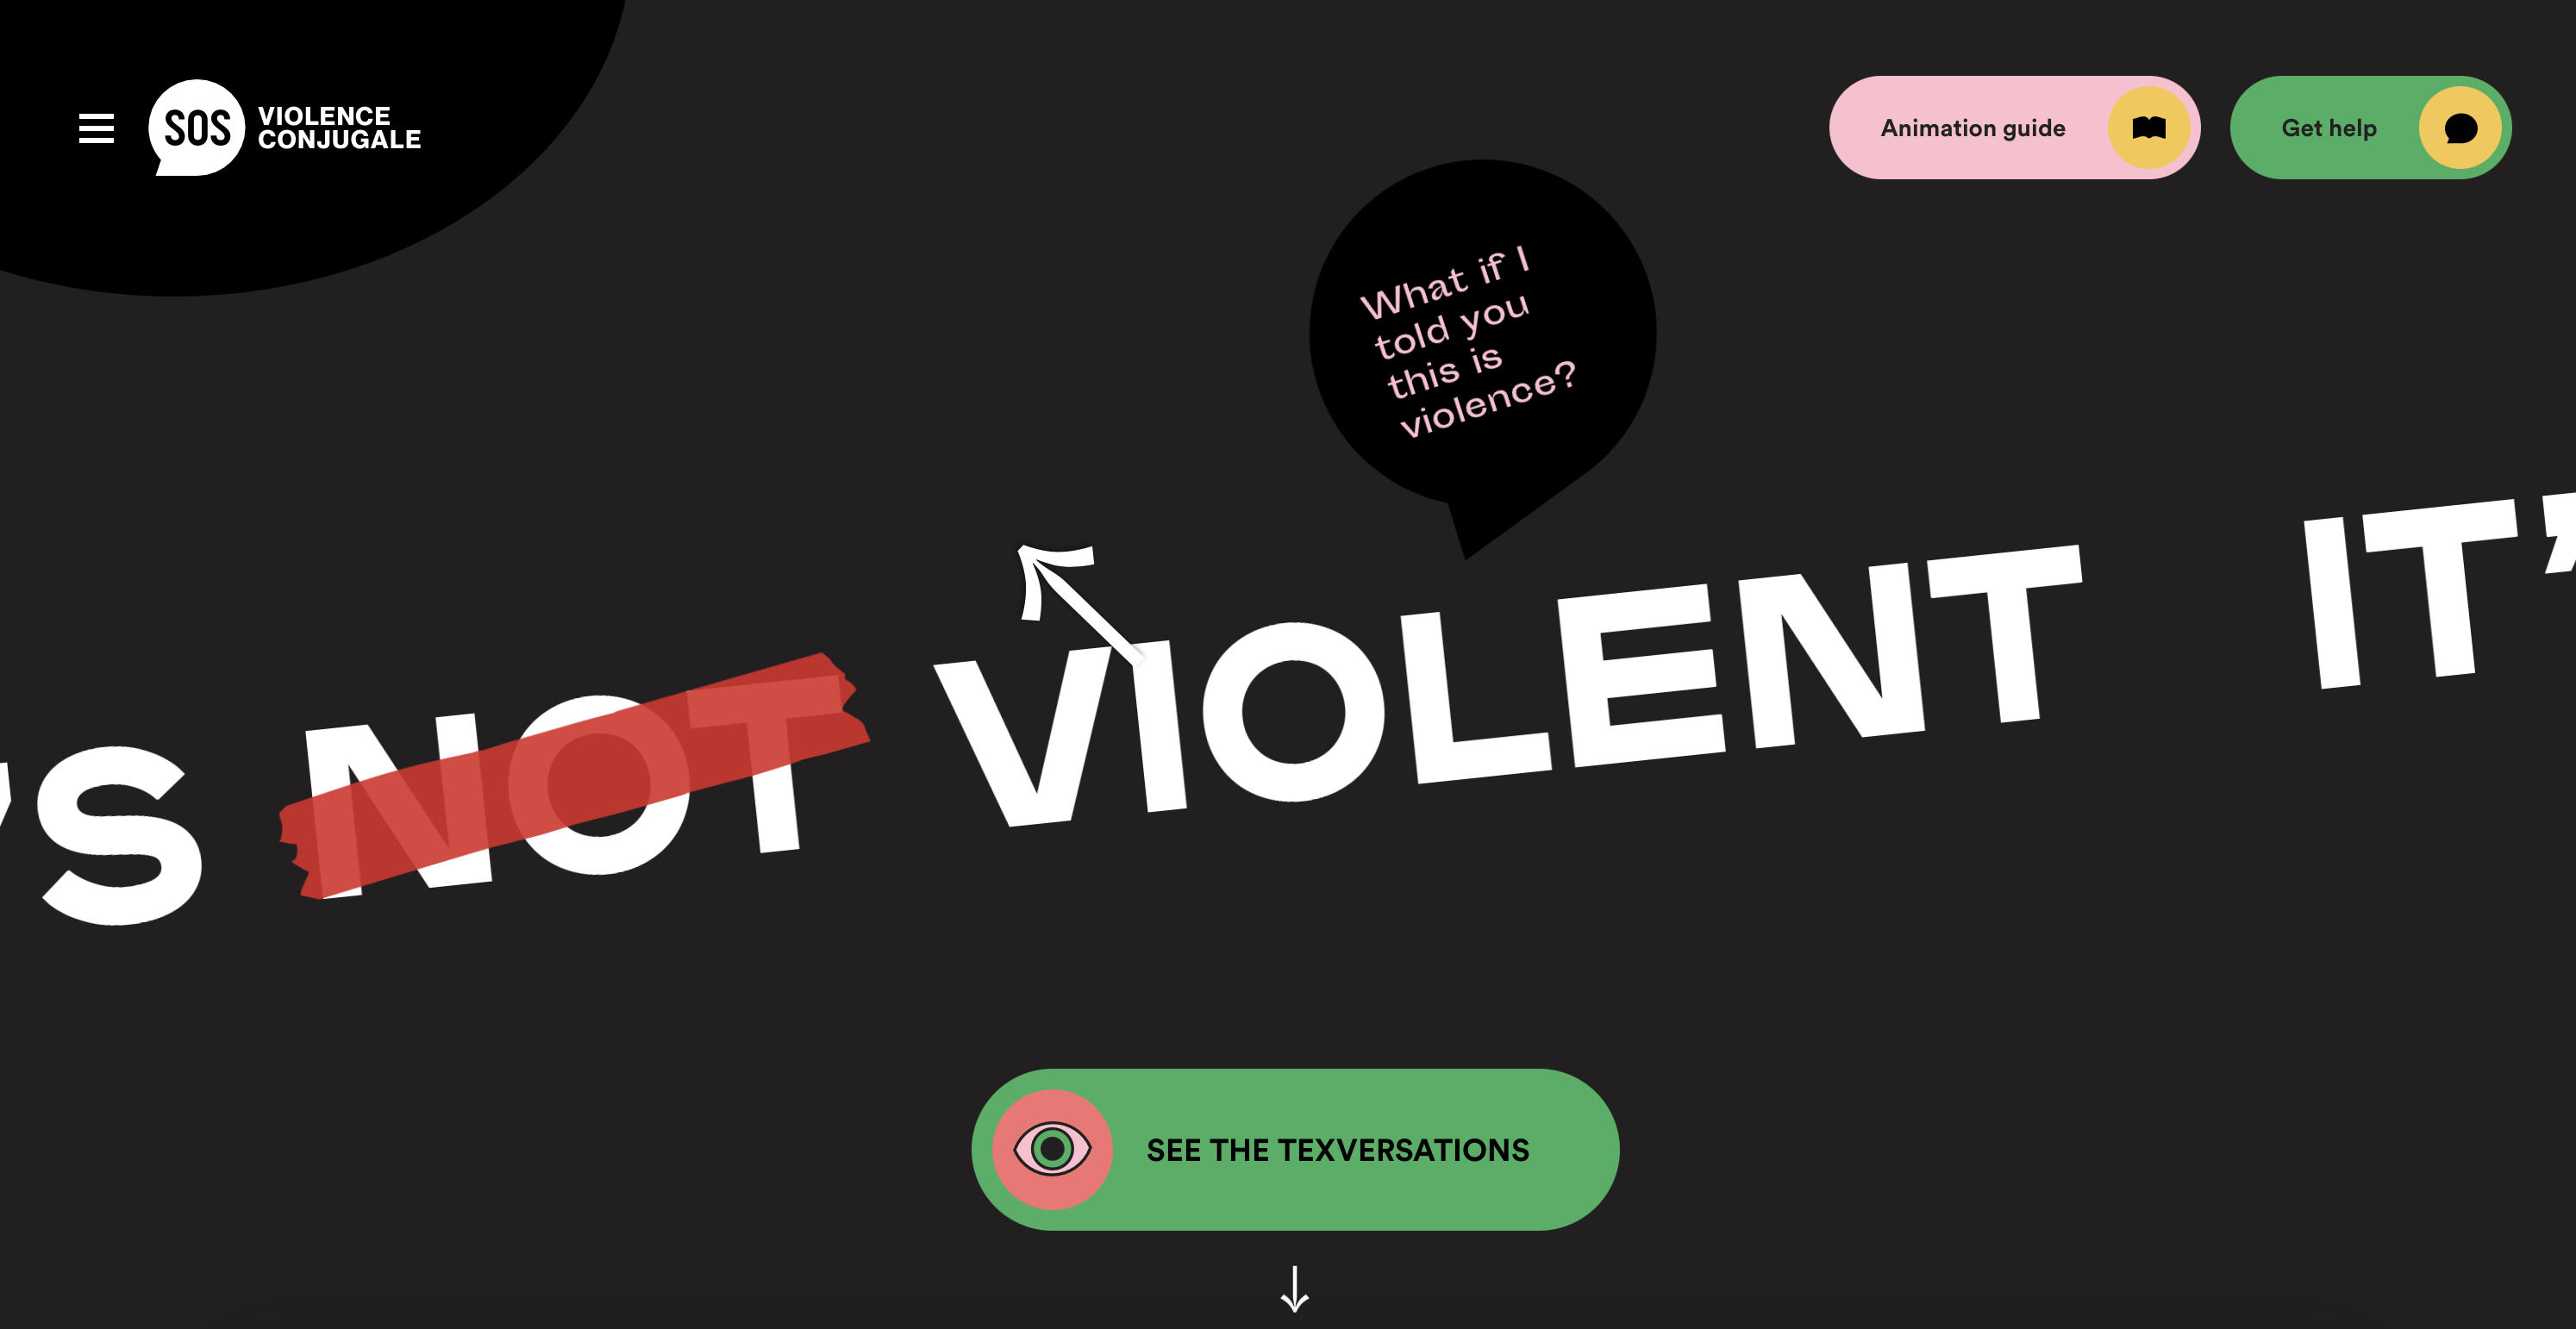 SOS
VIOLENCE
CONJUGALE
Animation guide
Get help
What if I
told you
this is
violence?
’S NOT VIOLENT IT’
SEE THE TEXVERSATIONS